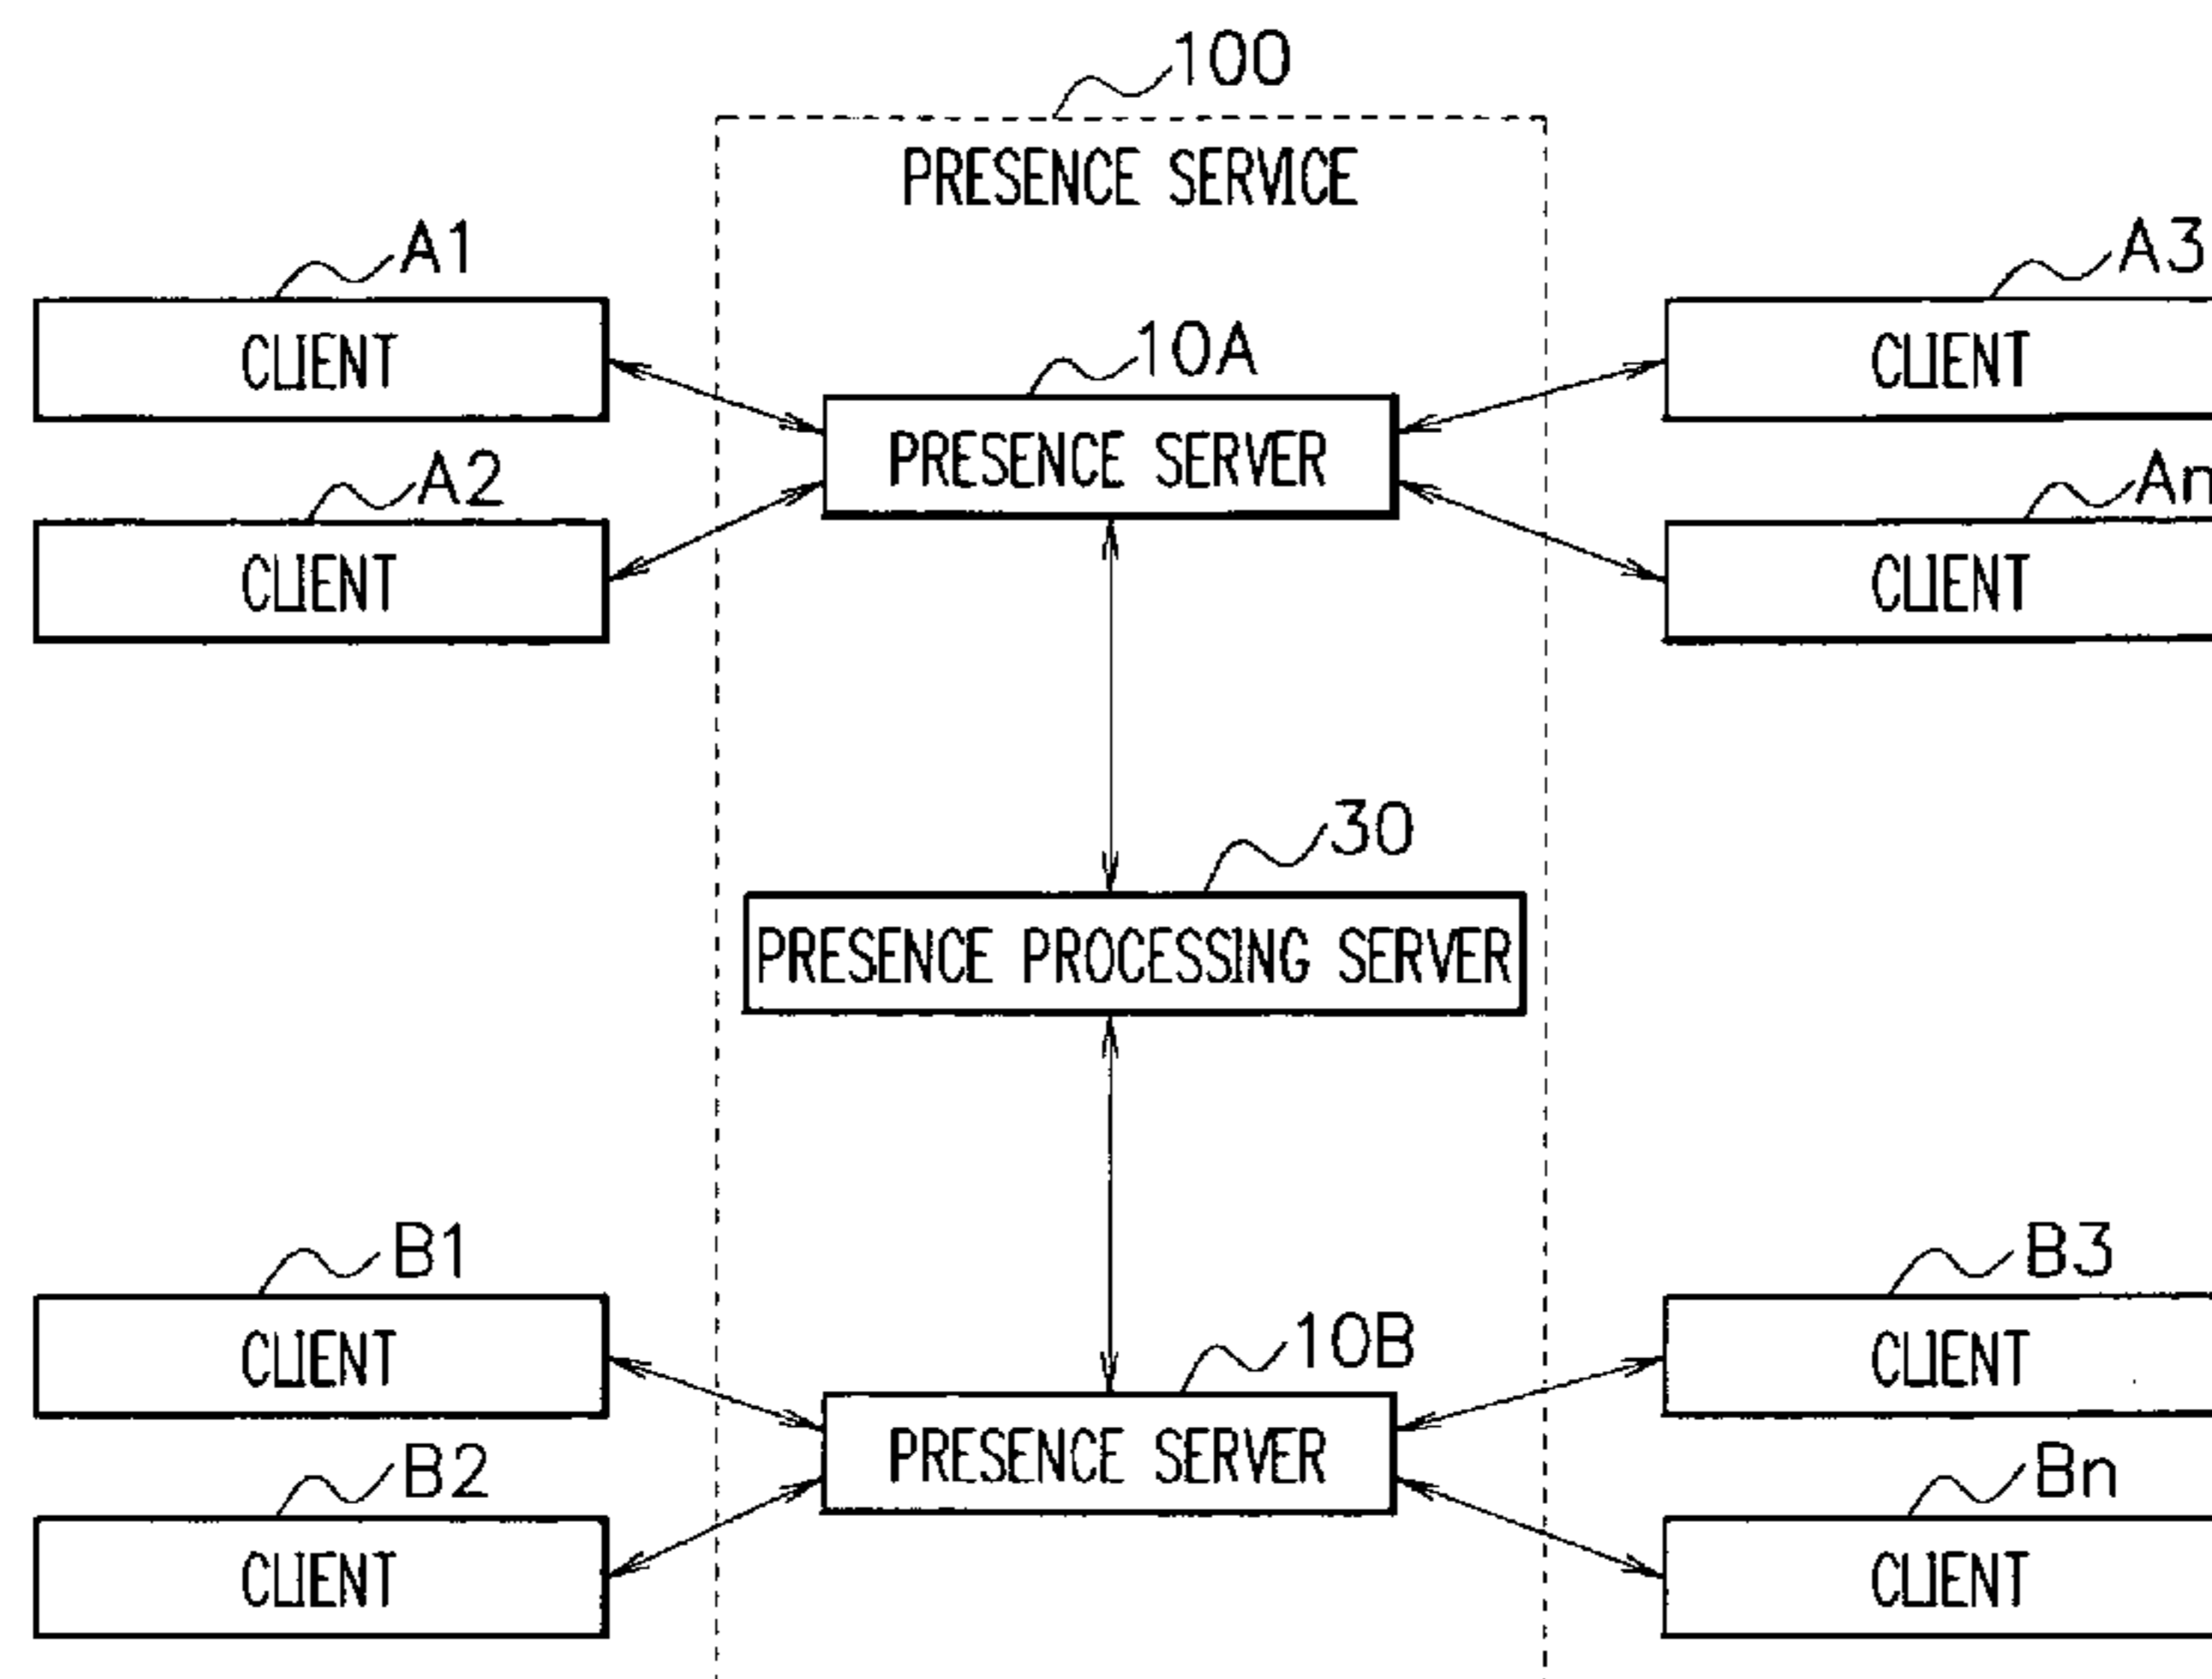 100
PRESENCE SERVICE
A1
CLIENT
A2
CLIENT
10A
PRESENCE SERVER
A3
CLIENT
An
CLIENT
30
PRESENCE PROCESSING SERVER
B1
CLIENT
B2
CLIENT
10B
PRESENCE SERVER
B3
CLIENT
Bn
CLIENT